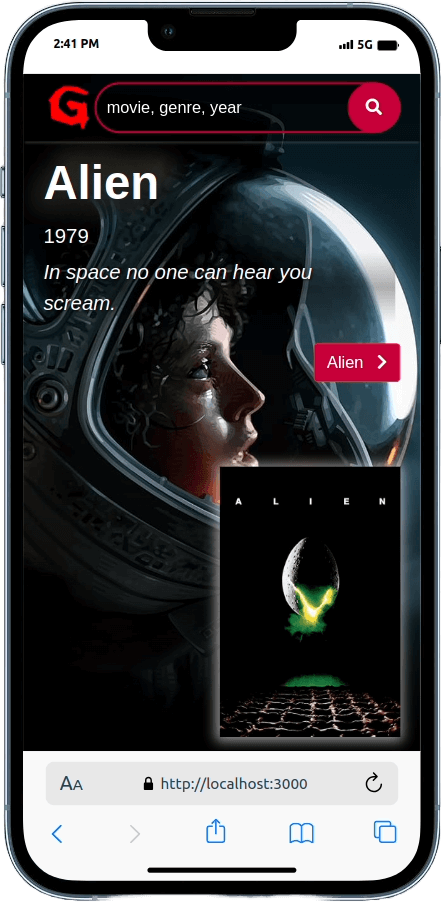 2:41 PM
5G
G
movie, genre, year
Alien
1979
In space no one can hear you
scream.
Alien
A L I E N
AA
http://localhost:3000